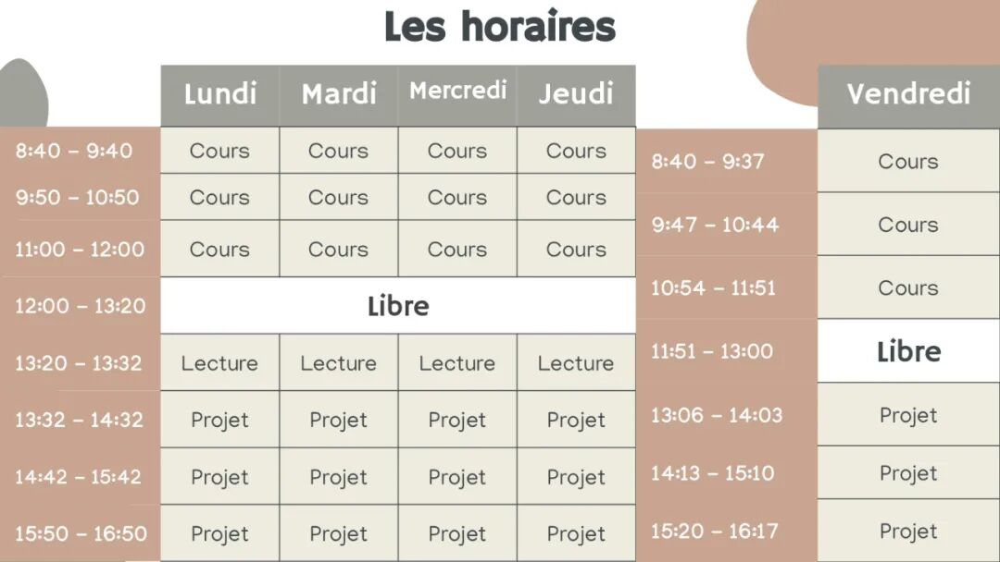 Les horaires
Lundi Mardi Mercredi Jeudi
8:40 – 9:40 Cours Cours Cours Cours
9:50 – 10:50 Cours Cours Cours Cours
11:00 – 12:00 Cours Cours Cours Cours
12:00 – 13:20 Libre
13:20 – 13:32 Lecture Lecture Lecture Lecture
13:32 – 14:32 Projet Projet Projet Projet
14:42 – 15:42 Projet Projet Projet Projet
15:50 – 16:50 Projet Projet Projet Projet
Vendredi
8:40 – 9:37 Cours
9:47 – 10:44 Cours
10:54 – 11:51 Cours
11:51 – 13:00 Libre
13:06 – 14:03 Projet
14:13 – 15:10 Projet
15:20 – 16:17 Projet